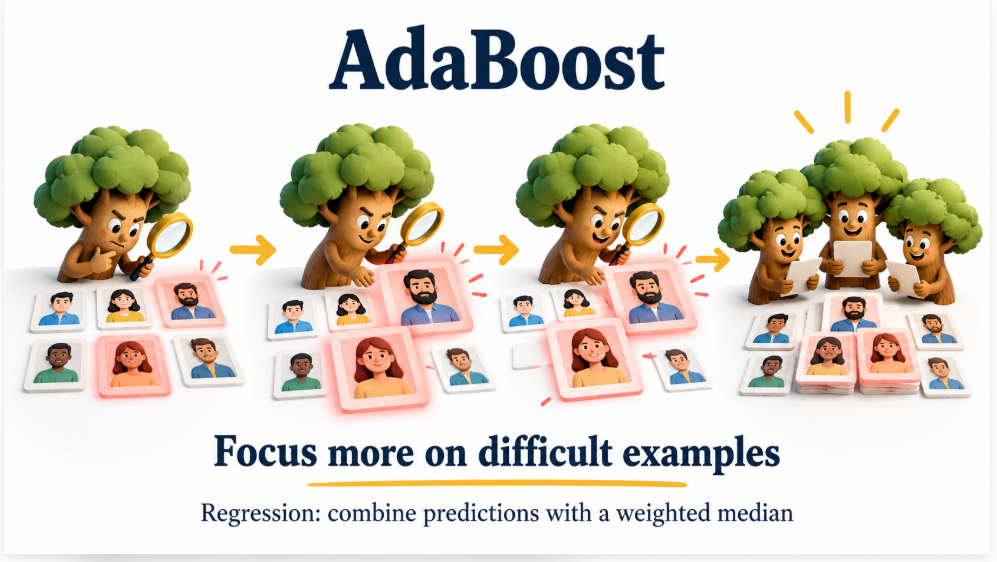 AdaBoost
Focus more on difficult examples
Regression: combine predictions with a weighted median